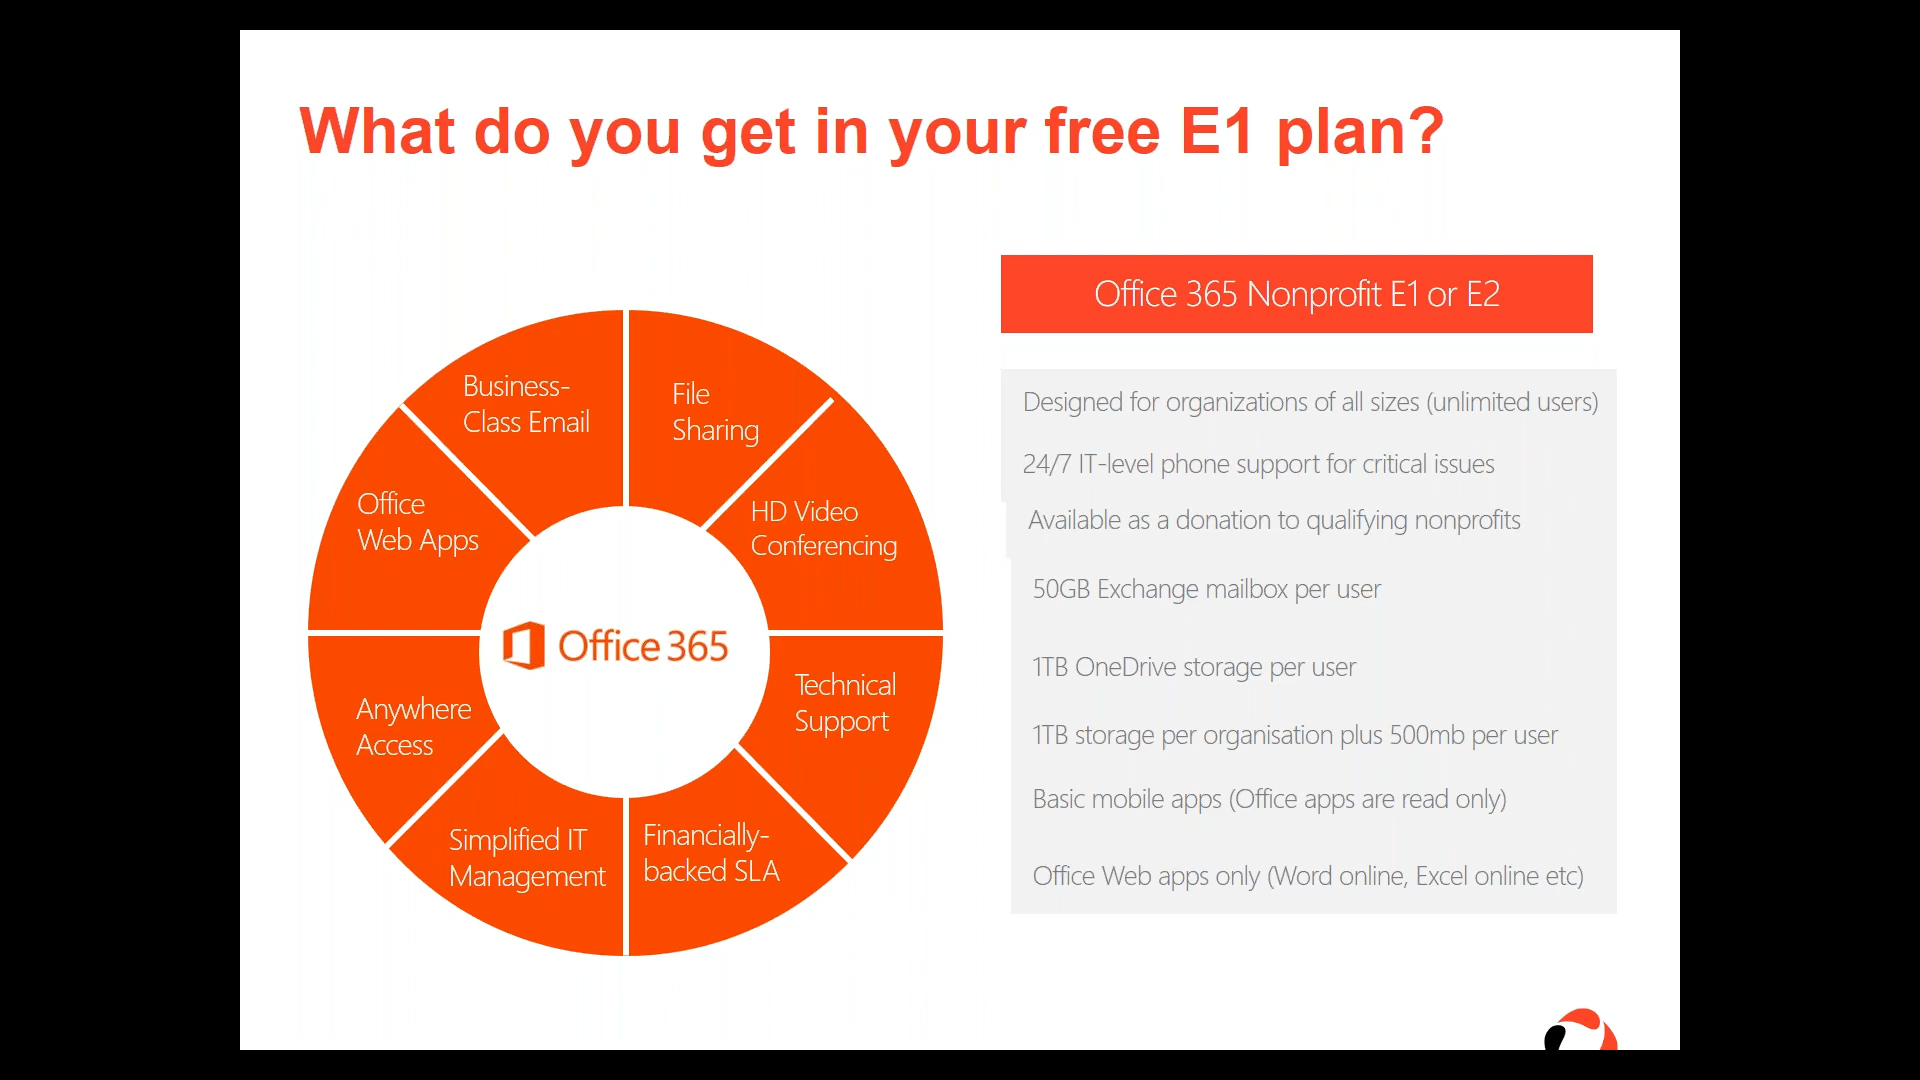 What do you get in your free E1 plan?
Business-
Class Email
File
Sharing
HD Video
Conferencing
Technical
Support
Financially-
backed SLA
Simplified IT
Management
Anywhere
Access
Office
Web Apps
Office 365
Office 365 Nonprofit E1 or E2
Designed for organizations of all sizes (unlimited users)
24/7 IT-level phone support for critical issues
Available as a donation to qualifying nonprofits
50GB Exchange mailbox per user
1TB OneDrive storage per user
1TB storage per organisation plus 500mb per user
Basic mobile apps (Office apps are read only)
Office Web apps only (Word online, Excel online etc)